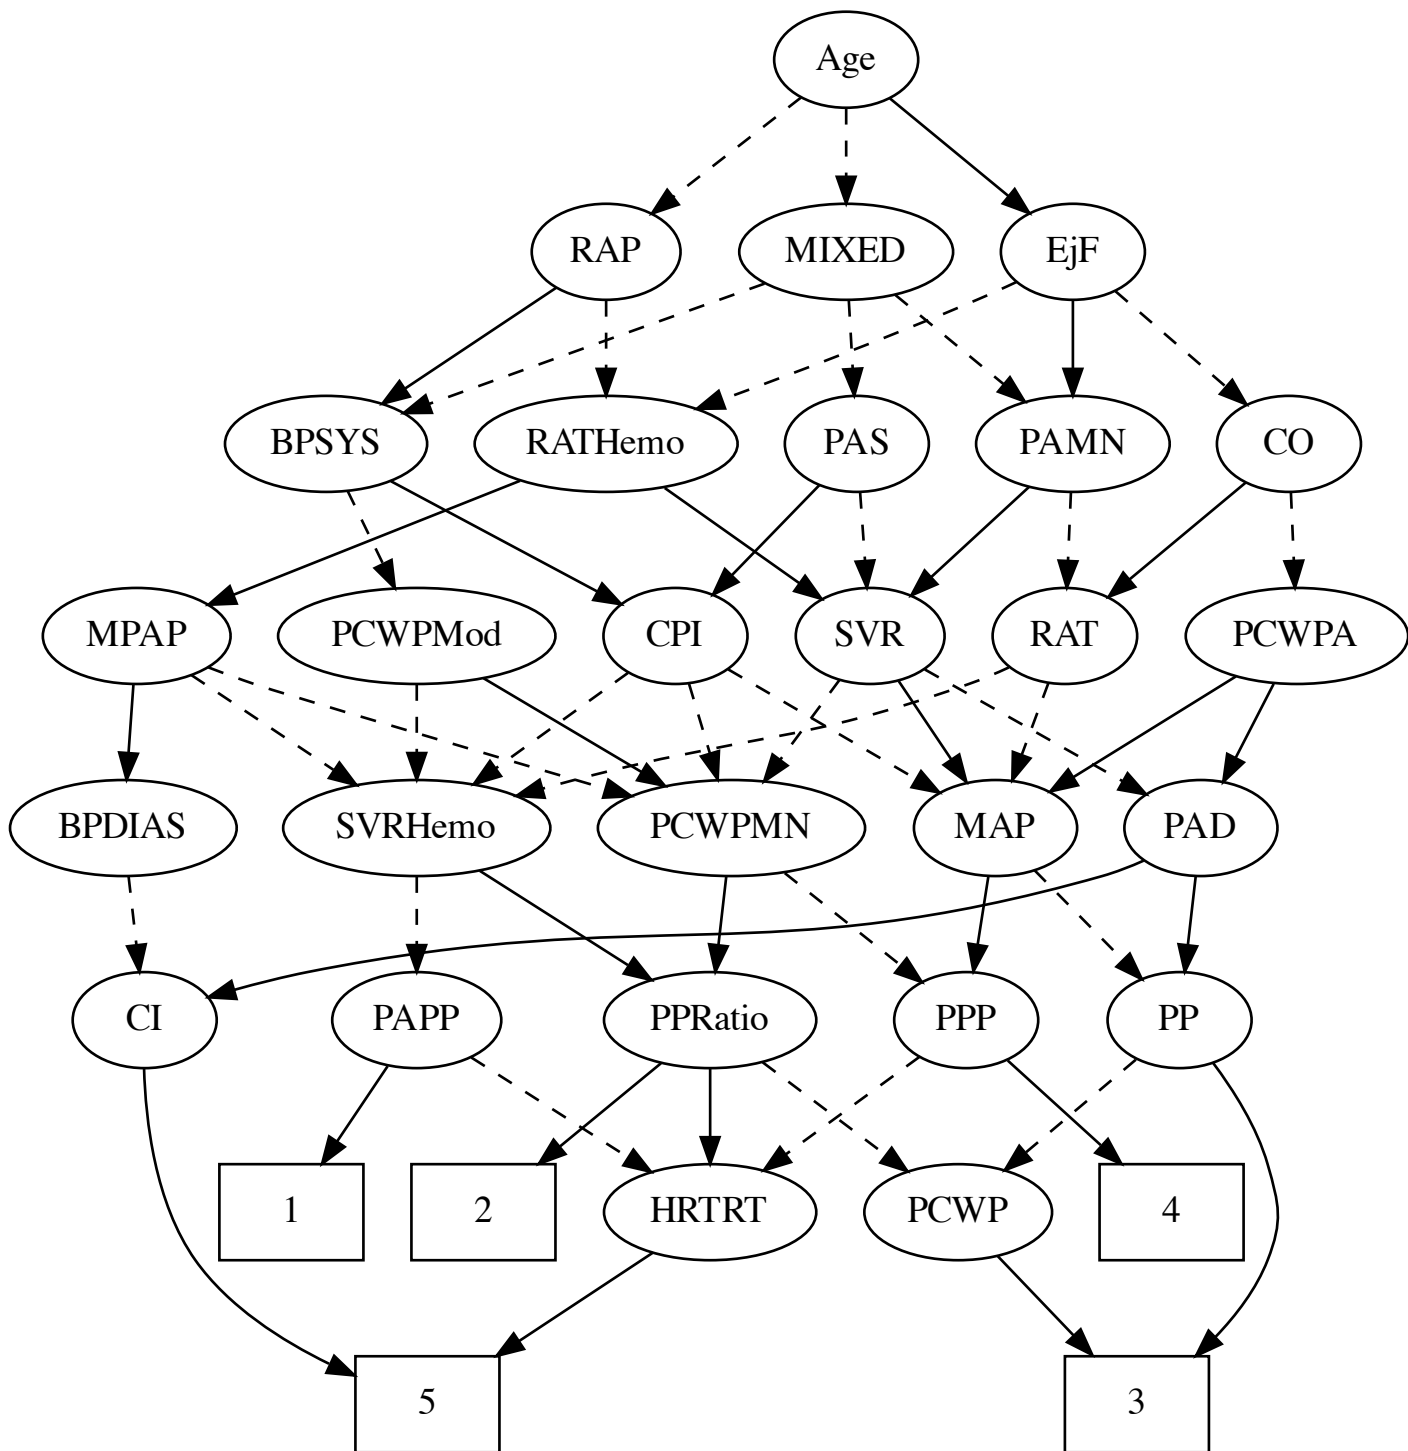 Age
RAP
MIXED
EjF
BPSYS
RATHemo
PAS
PAMN
CO
MPAP
PCWPMod
CPI
SVR
RAT
PCWPA
BPDIAS
SVRHemo
PCWPMN
MAP
PAD
CI
PAPP
PPRatio
PPP
PP
1
2
HRTRT
PCWP
4
5
3